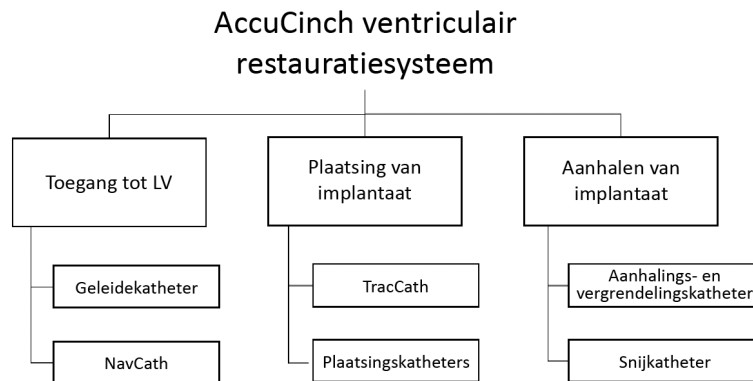 AccuCinch ventriculair
restauratiesysteem
Toegang tot LV
Plaatsing van
implantaat
Aanhalen van
implantaat
Geleidekatheter
TracCath
Aanhalings- en
vergrendelingskatheter
NavCath
Plaatsingskatheters
Snijkatheter